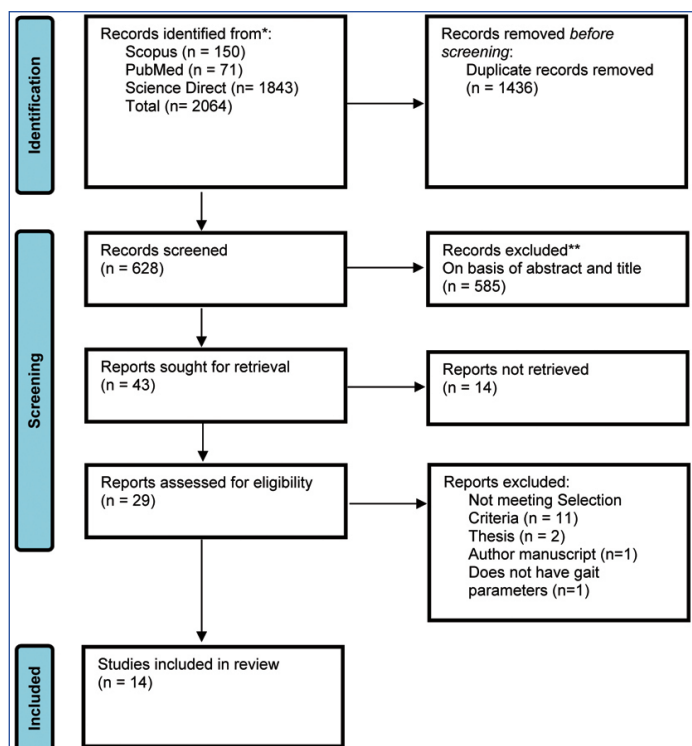 Identification
Records identified from*:
Scopus (n = 150)
PubMed (n = 71)
Science Direct (n= 1843)
Total (n= 2064)
Records removed before
screening:
Duplicate records removed
(n = 1436)
Screening
Records screened
(n = 628)
Records excluded**
On basis of abstract and title
(n = 585)
Reports sought for retrieval
(n = 43)
Reports not retrieved
(n = 14)
Reports assessed for eligibility
(n = 29)
Reports excluded:
Not meeting Selection
Criteria (n = 11)
Thesis (n = 2)
Author manuscript (n=1)
Does not have gait
parameters (n=1)
Included
Studies included in review
(n = 14)